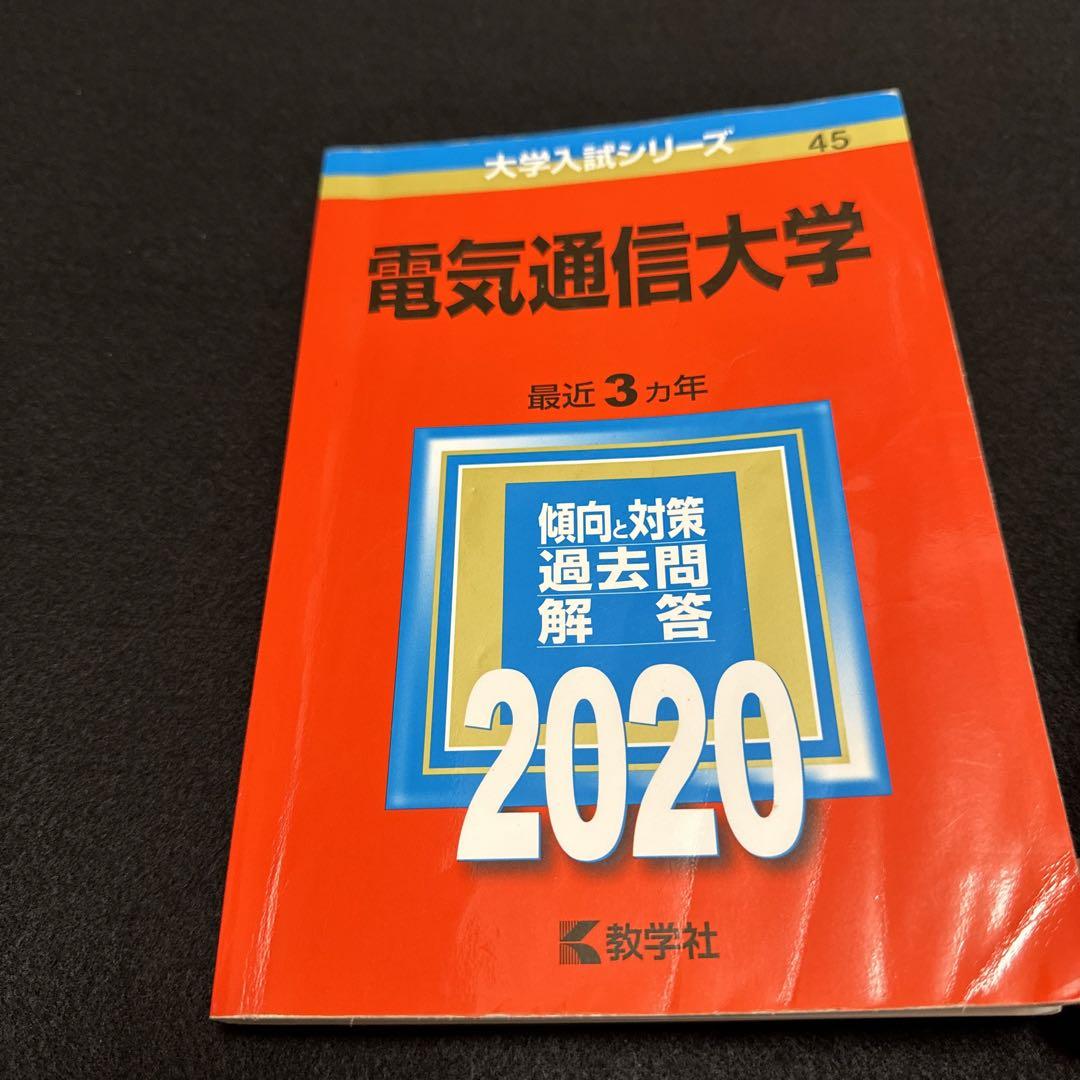 大学入試シリーズ
45
電気通信大学
最近3ヵ年
傾向と対策
過去問
解答
2020
教学社